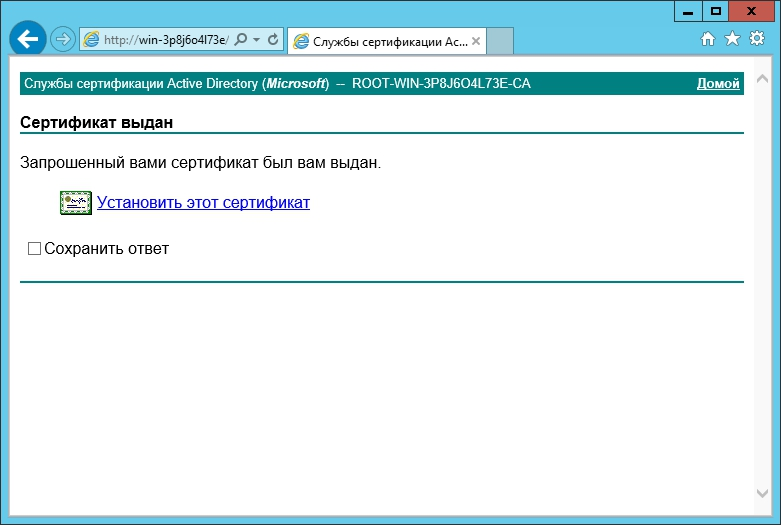 http://win-3p8j6o4l73e/
Службы сертификации Ac...
Службы сертификации Active Directory (Microsoft) -- ROOT-WIN-3P8J6O4L73E-CA Домой
Сертификат выдан
Запрошенный вами сертификат был вам выдан.
Установить этот сертификат
Сохранить ответ